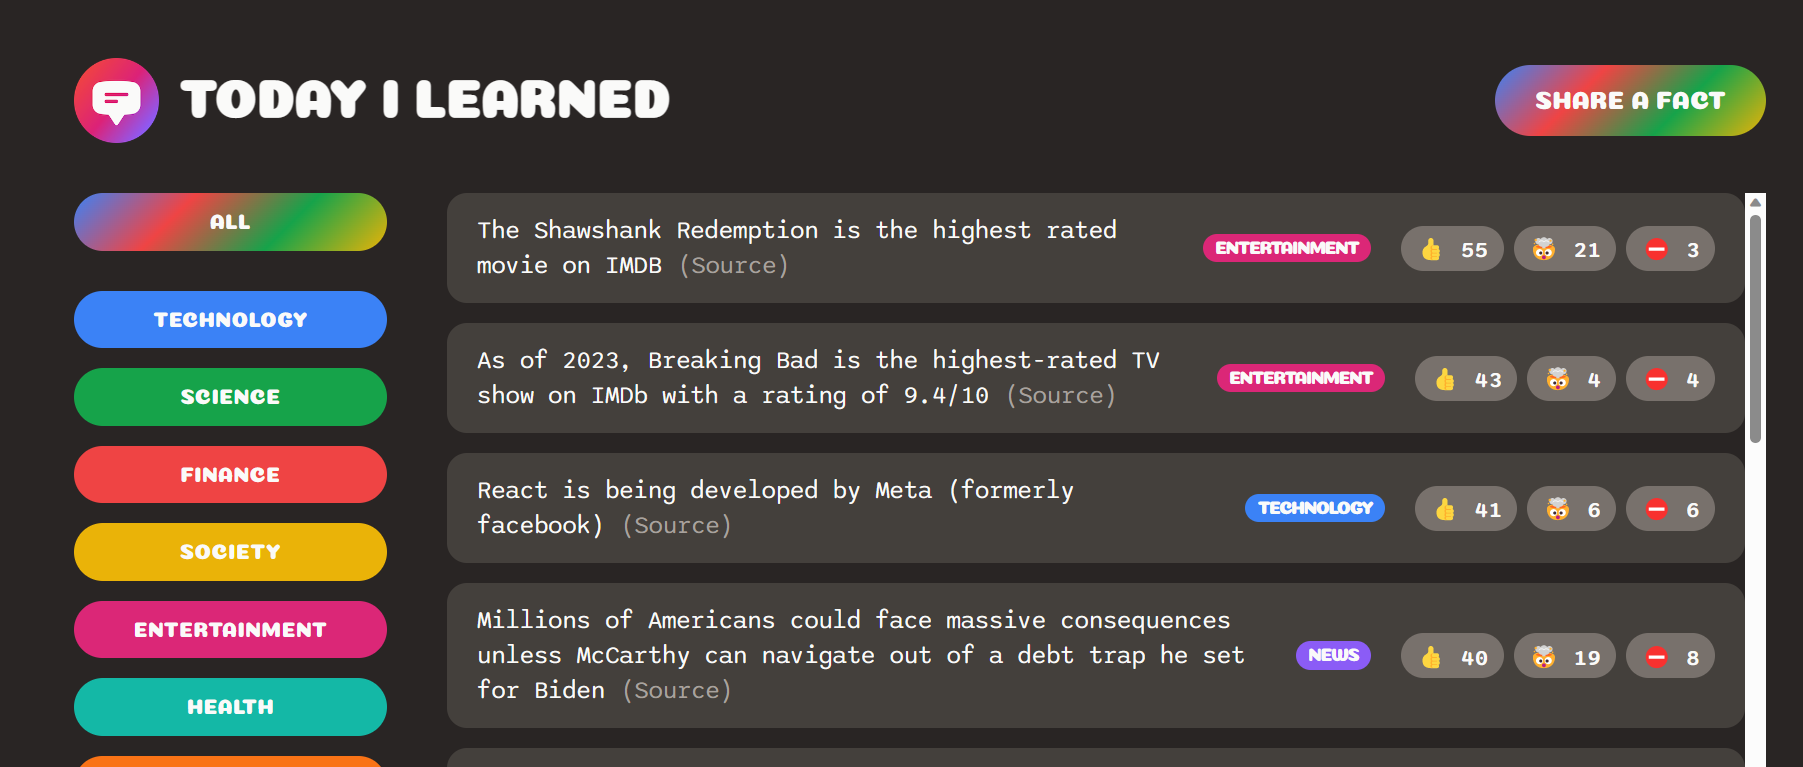 TODAY I LEARNED
SHARE A FACT
ALL
TECHNOLOGY
SCIENCE
FINANCE
SOCIETY
ENTERTAINMENT
HEALTH
The Shawshank Redemption is the highest rated
movie on IMDB (Source)
ENTERTAINMENT
👍 55
🤯 21
⛔ 3
As of 2023, Breaking Bad is the highest-rated TV
show on IMDb with a rating of 9.4/10 (Source)
ENTERTAINMENT
👍 43
🤯 4
⛔ 4
React is being developed by Meta (formerly
facebook) (Source)
TECHNOLOGY
👍 41
🤯 6
⛔ 6
Millions of Americans could face massive consequences
unless McCarthy can navigate out of a debt trap he set
for Biden (Source)
NEWS
👍 40
🤯 19
⛔ 8